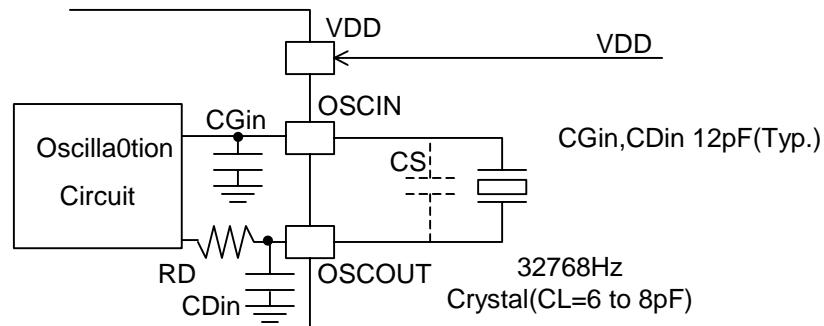 VDD
VDD
OSCIN
CGin
CGin,CDin 12pF(Typ.)
Oscilla0tion
Circuit
CS
RD
OSCOUT
CDin
32768Hz
Crystal(CL=6 to 8pF)